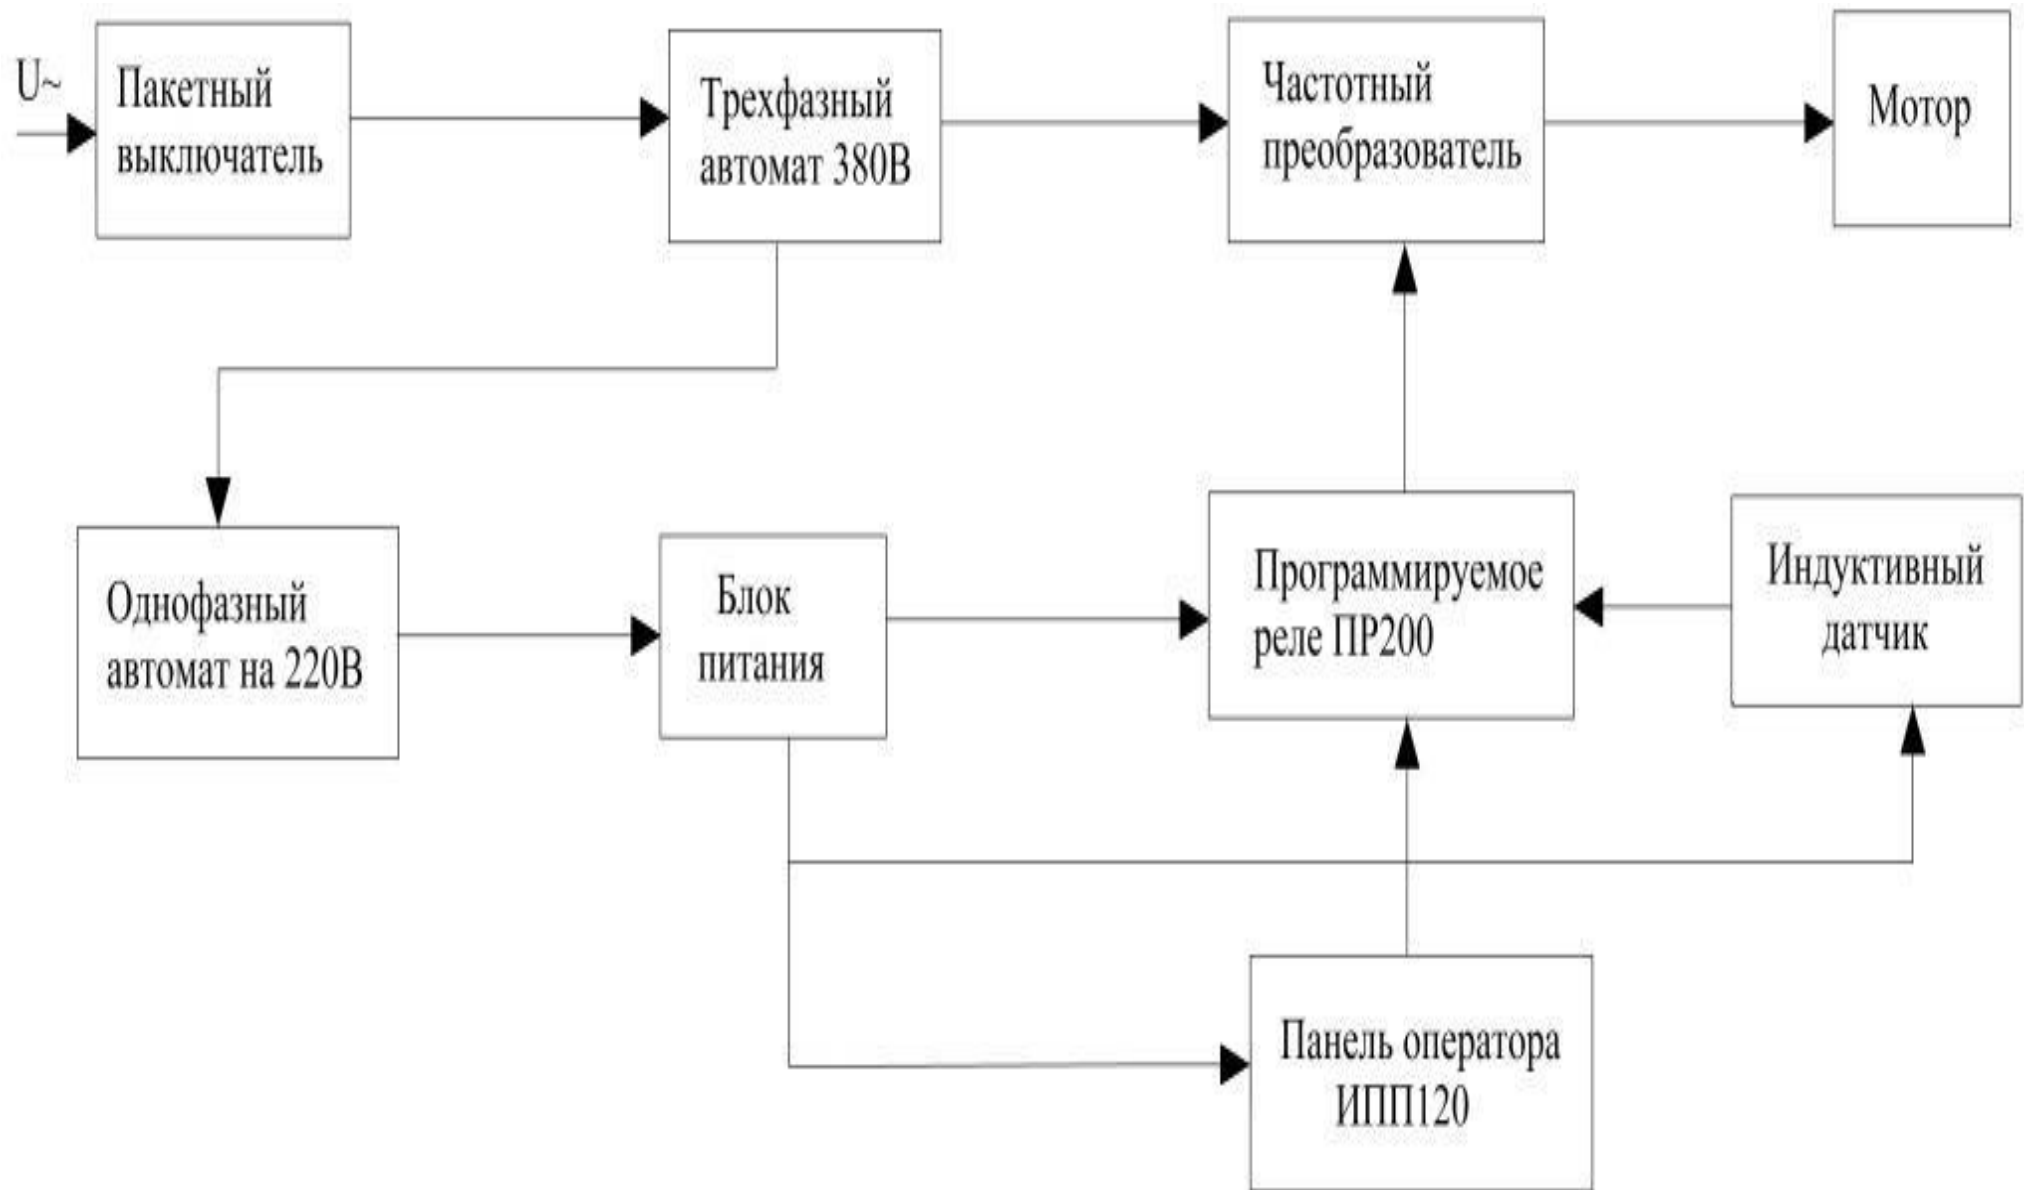 U~
Пакетный
выключатель
Трехфазный
автомат 380В
Частотный
преобразователь
Мотор
Однофазный
автомат на 220В
Блок
питания
Программируемое
реле ПР200
Индуктивный
датчик
Панель оператора
ИПП120